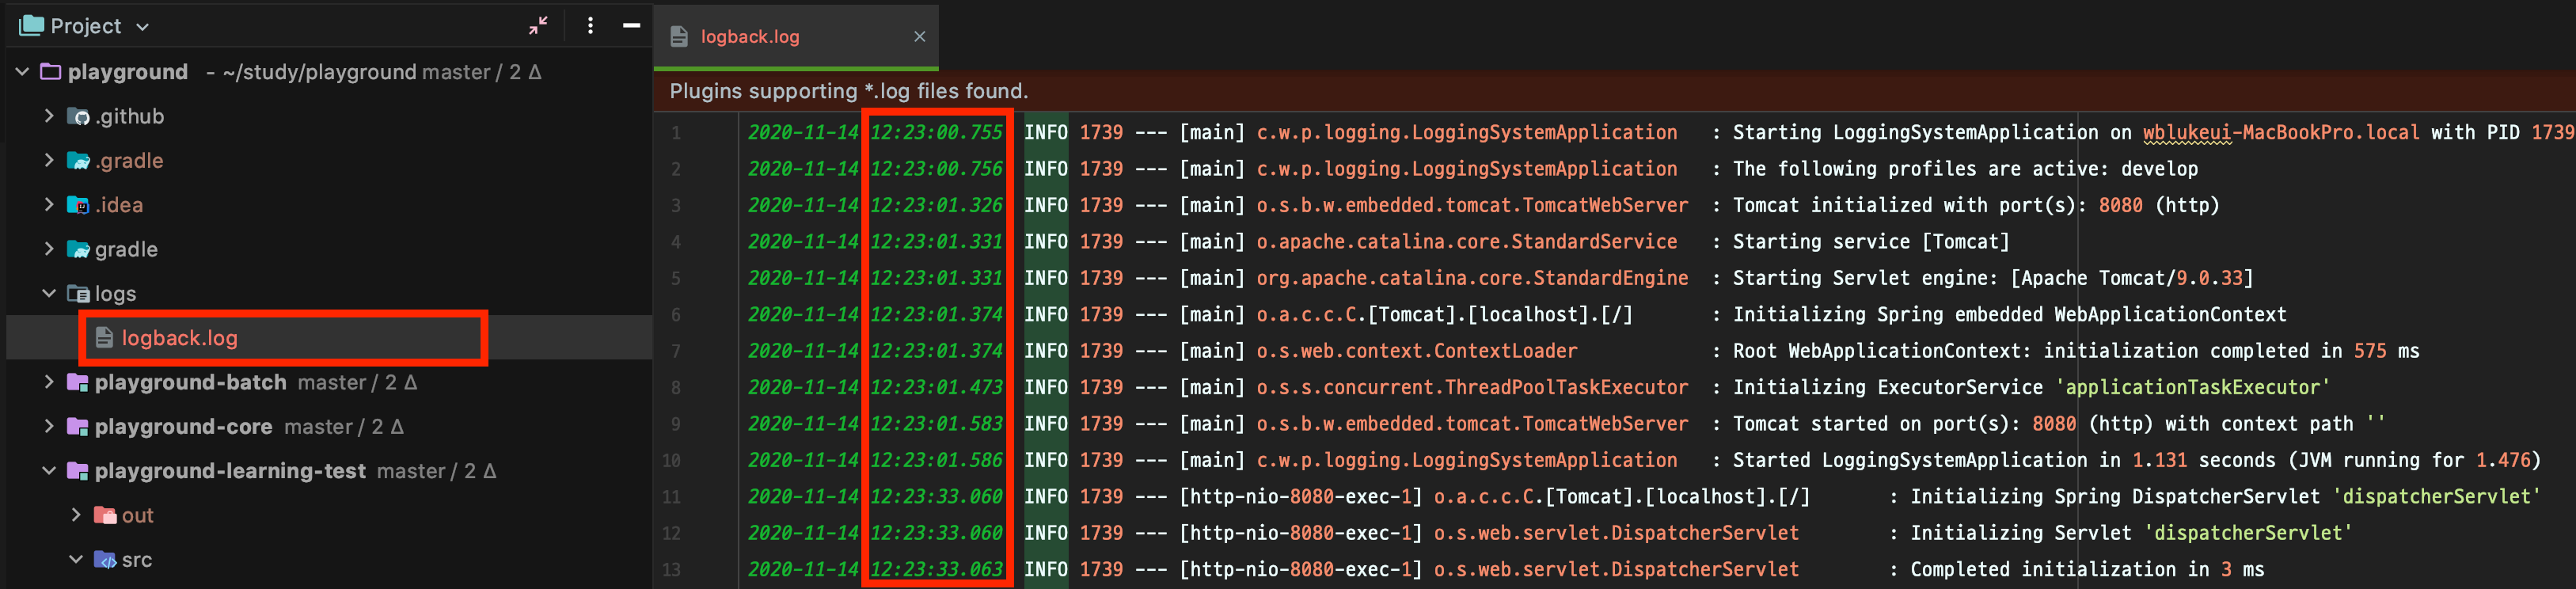 Project
playground - ~/study/playground master / 2 Δ
.github
.gradle
.idea
gradle
logs
logback.log
playground-batch master / 2 Δ
playground-core master / 2 Δ
playground-learning-test master / 2 Δ
out
src
logback.log
Plugins supporting *.log files found.
1 2020-11-14 12:23:00.755 INFO 1739 --- [main] c.w.p.logging.LoggingSystemApplication : Starting LoggingSystemApplication on wblukeui-MacBookPro.local with PID 1739
2 2020-11-14 12:23:00.756 INFO 1739 --- [main] c.w.p.logging.LoggingSystemApplication : The following profiles are active: develop
3 2020-11-14 12:23:01.326 INFO 1739 --- [main] o.s.b.w.embedded.tomcat.TomcatWebServer : Tomcat initialized with port(s): 8080 (http)
4 2020-11-14 12:23:01.331 INFO 1739 --- [main] o.apache.catalina.core.StandardService : Starting service [Tomcat]
5 2020-11-14 12:23:01.331 INFO 1739 --- [main] org.apache.catalina.core.StandardEngine : Starting Servlet engine: [Apache Tomcat/9.0.33]
6 2020-11-14 12:23:01.374 INFO 1739 --- [main] o.a.c.c.C.[Tomcat].[localhost].[/] : Initializing Spring embedded WebApplicationContext
7 2020-11-14 12:23:01.374 INFO 1739 --- [main] o.s.web.context.ContextLoader : Root WebApplicationContext: initialization completed in 575 ms
8 2020-11-14 12:23:01.473 INFO 1739 --- [main] o.s.s.concurrent.ThreadPoolTaskExecutor : Initializing ExecutorService 'applicationTaskExecutor'
9 2020-11-14 12:23:01.583 INFO 1739 --- [main] o.s.b.w.embedded.tomcat.TomcatWebServer : Tomcat started on port(s): 8080 (http) with context path ''
10 2020-11-14 12:23:01.586 INFO 1739 --- [main] c.w.p.logging.LoggingSystemApplication : Started LoggingSystemApplication in 1.131 seconds (JVM running for 1.476)
11 2020-11-14 12:23:33.060 INFO 1739 --- [http-nio-8080-exec-1] o.a.c.c.C.[Tomcat].[localhost].[/] : Initializing Spring DispatcherServlet 'dispatcherServlet'
12 2020-11-14 12:23:33.060 INFO 1739 --- [http-nio-8080-exec-1] o.s.web.servlet.DispatcherServlet : Initializing Servlet 'dispatcherServlet'
13 2020-11-14 12:23:33.063 INFO 1739 --- [http-nio-8080-exec-1] o.s.web.servlet.DispatcherServlet : Completed initialization in 3 ms